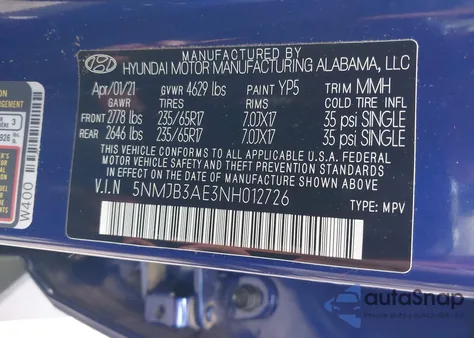 MANUFACTURED BY
HYUNDAI MOTOR MANUFACTURING ALABAMA, LLC
Apr/01/21 GVWR 4629 lbs PAINT YP5 TRIM MMH
GAWR TIRES RIMS COLD TIRE INFL
FRONT 2778 lbs 235/65R17 7.0JX17 35 psi SINGLE
REAR 2646 lbs 235/65R17 7.0JX17 35 psi SINGLE
THIS VEHICLE CONFORMS TO ALL APPLICABLE U.S.A. FEDERAL
MOTOR VEHICLE SAFETY AND THEFT PREVENTION STANDARDS IN
EFFECT ON THE DATE OF MANUFACTURE SHOWN ABOVE.
V.I.N 5NMJB3AE3NH012726
TYPE: MPV
3
W400
autoSnap